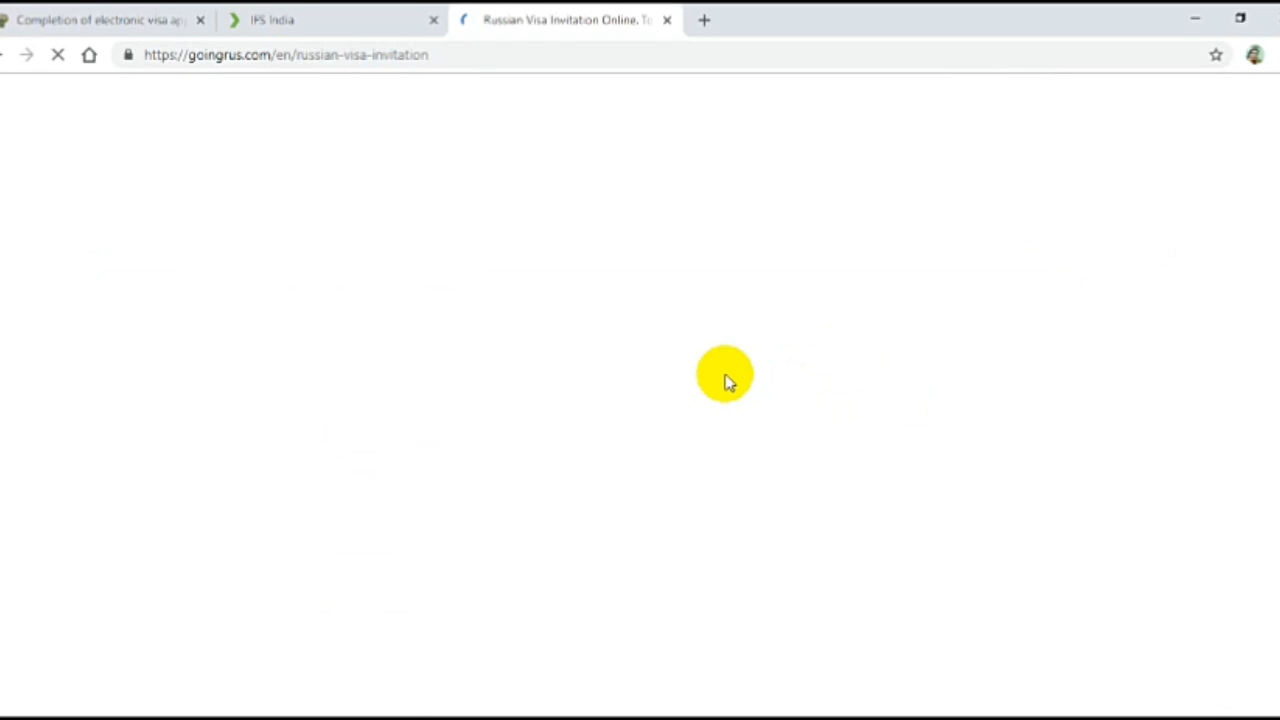 Completion of electronic visa ap
IFS India
Russian Visa Invitation Online. To
https://goingrus.com/en/russian-visa-invitation